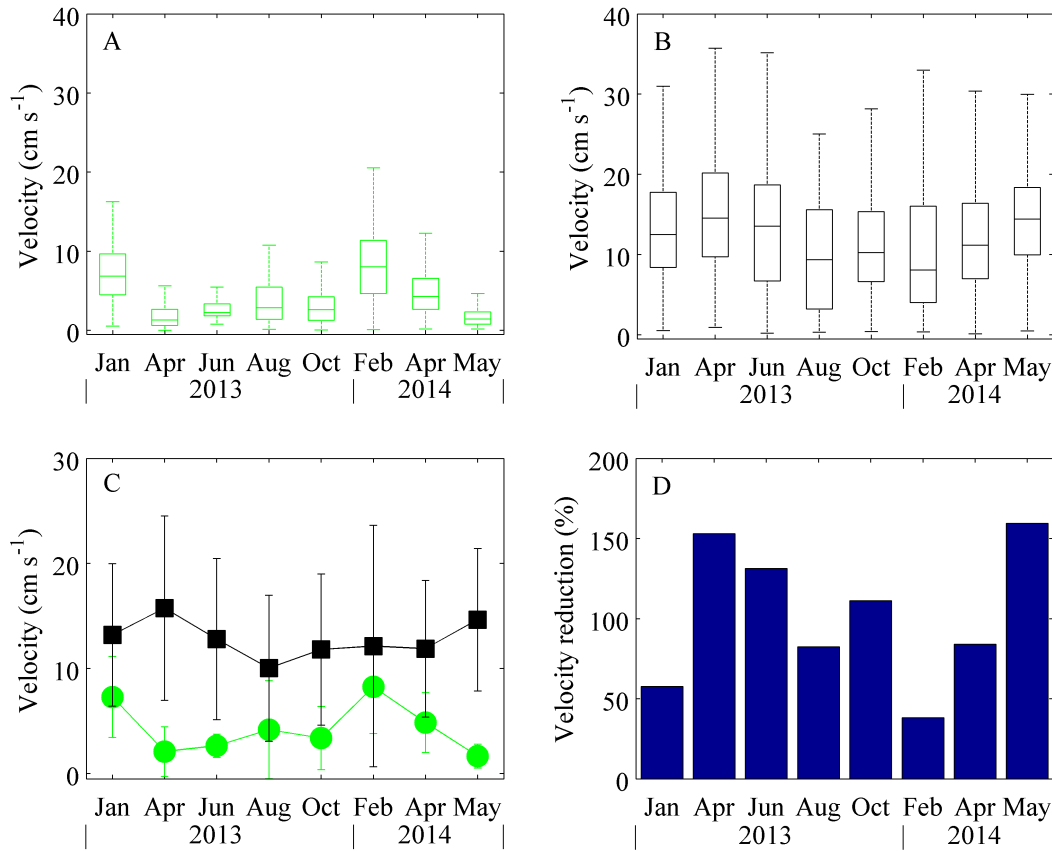 A
Velocity (cm s⁻¹)
40
30
20
10
0
Jan Apr Jun Aug Oct Feb Apr May
2013 2014
B
Velocity (cm s⁻¹)
40
30
20
10
0
Jan Apr Jun Aug Oct Feb Apr May
2013 2014
C
Velocity (cm s⁻¹)
30
20
10
0
Jan Apr Jun Aug Oct Feb Apr May
2013 2014
D
Velocity reduction (%)
200
150
100
50
0
Jan Apr Jun Aug Oct Feb Apr May
2013 2014